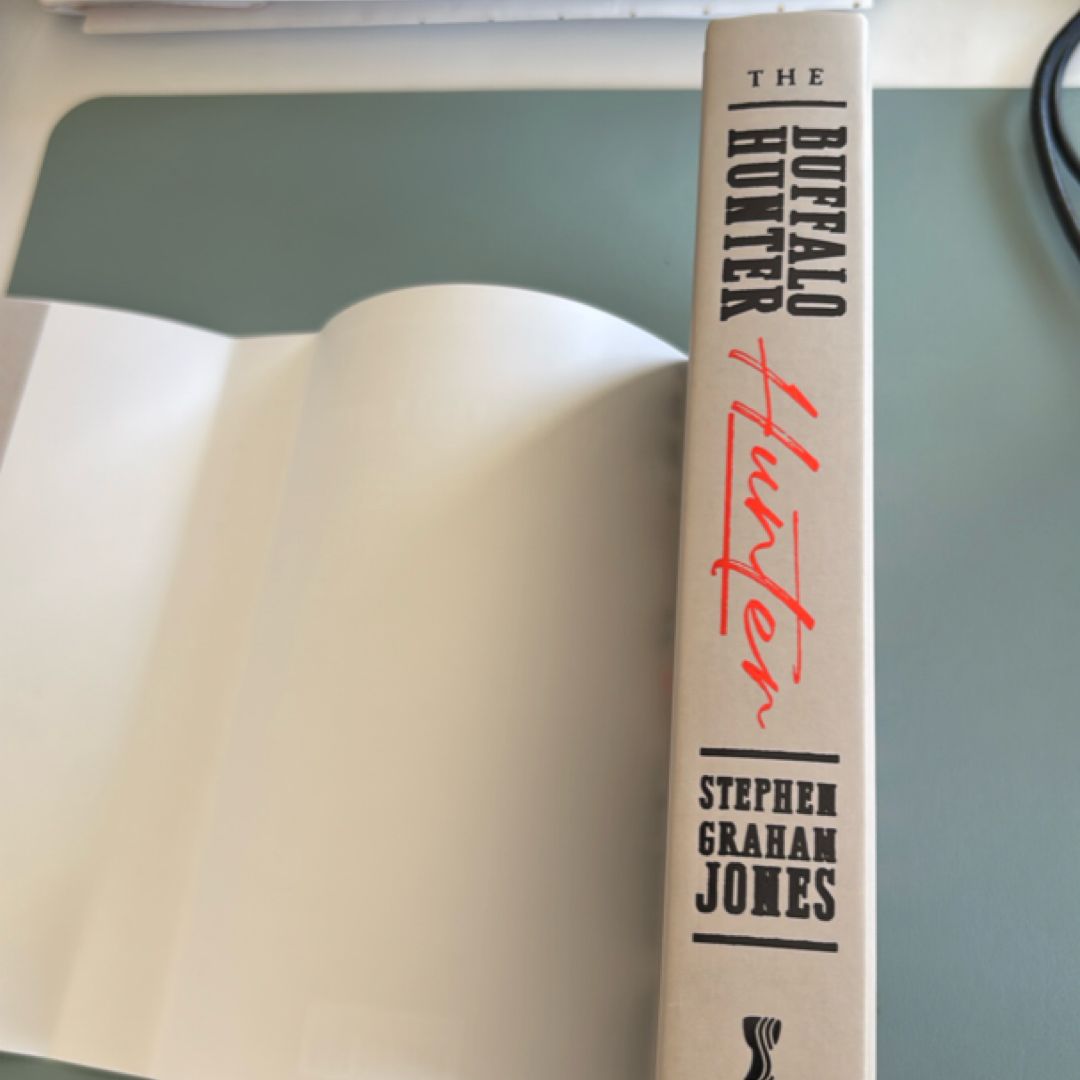 THE
BUFFALO
HUNTER
Hunter
STEPHEN
GRAHAM
JONES